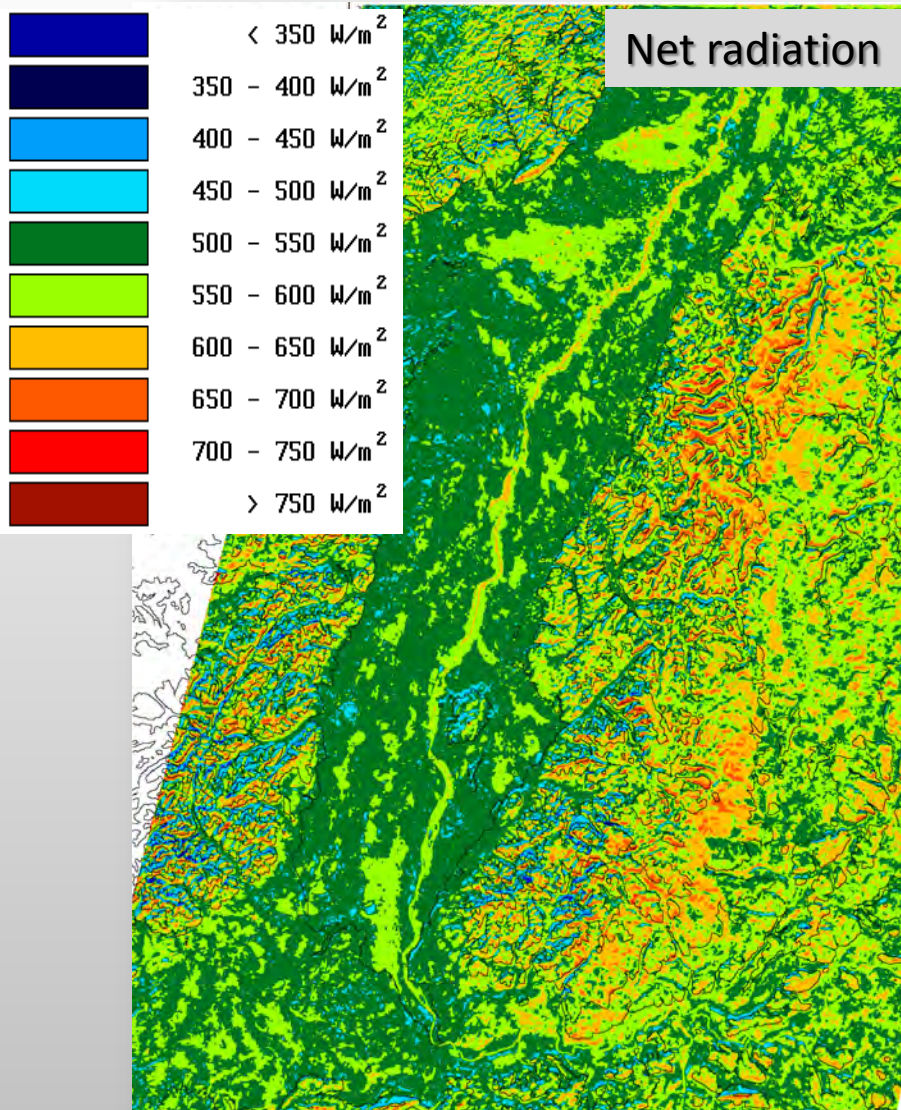 Net radiation
< 350 W/m²
350 - 400 W/m²
400 - 450 W/m²
450 - 500 W/m²
500 - 550 W/m²
550 - 600 W/m²
600 - 650 W/m²
650 - 700 W/m²
700 - 750 W/m²
> 750 W/m²